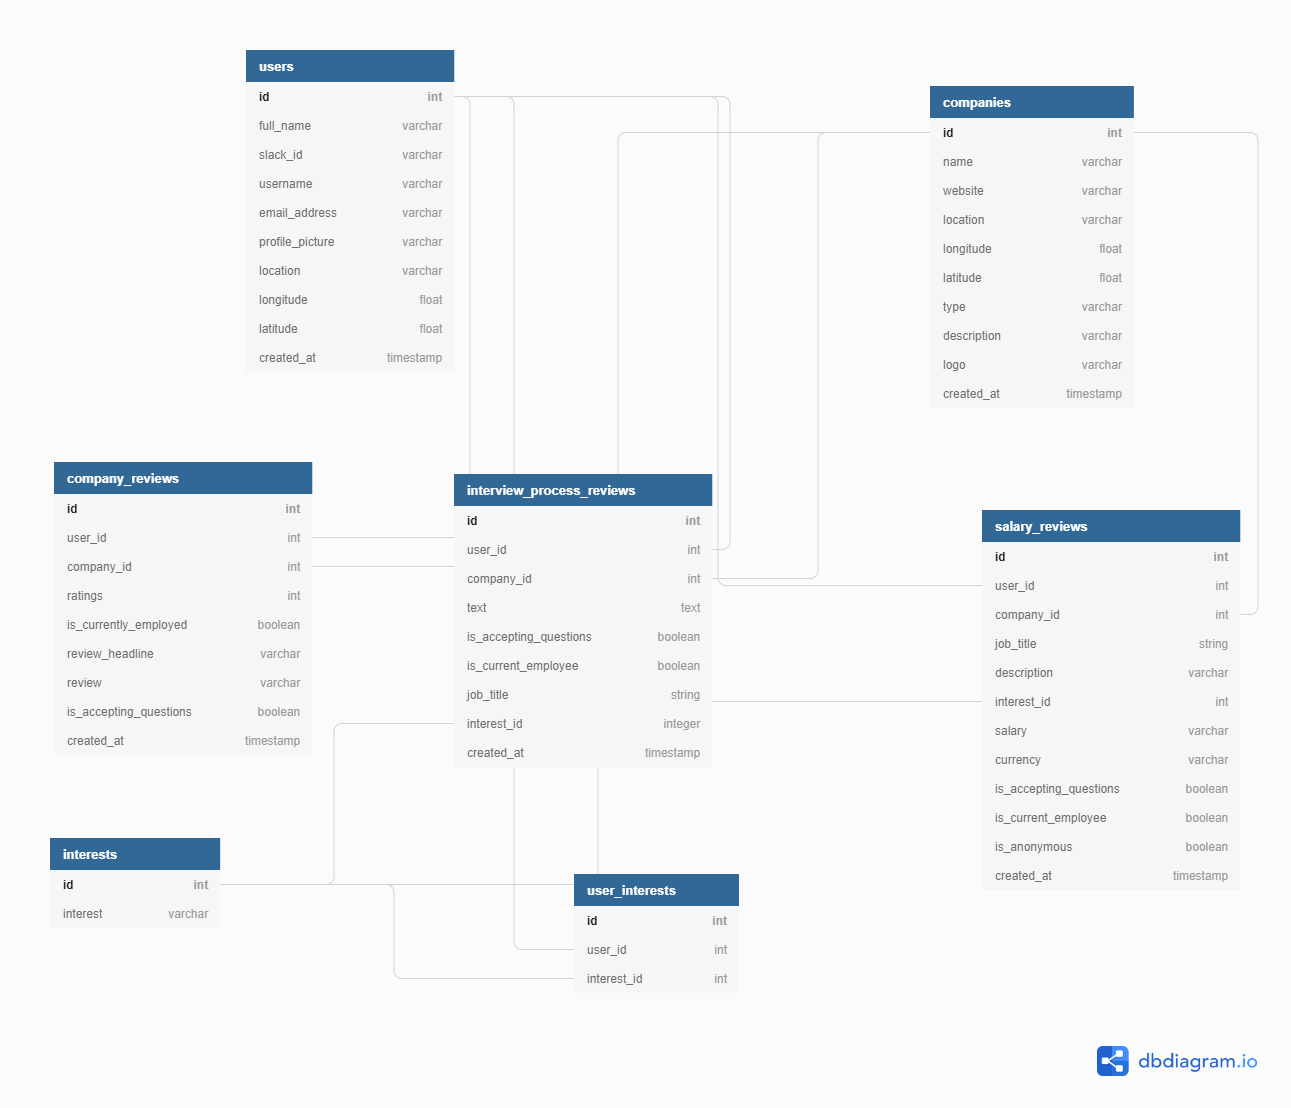 users
id int
full_name varchar
slack_id varchar
username varchar
email_address varchar
profile_picture varchar
location varchar
longitude float
latitude float
created_at timestamp
companies
id int
name varchar
website varchar
location varchar
longitude float
latitude float
type varchar
description varchar
logo varchar
created_at timestamp
company_reviews
id int
user_id int
company_id int
ratings int
is_currently_employed boolean
review_headline varchar
review varchar
is_accepting_questions boolean
created_at timestamp
interview_process_reviews
id int
user_id int
company_id int
text text
is_accepting_questions boolean
is_current_employee boolean
job_title string
interest_id integer
created_at timestamp
salary_reviews
id int
user_id int
company_id int
job_title string
description varchar
interest_id int
salary varchar
currency varchar
is_accepting_questions boolean
is_current_employee boolean
is_anonymous boolean
created_at timestamp
interests
id int
interest varchar
user_interests
id int
user_id int
interest_id int
dbdiagram.io